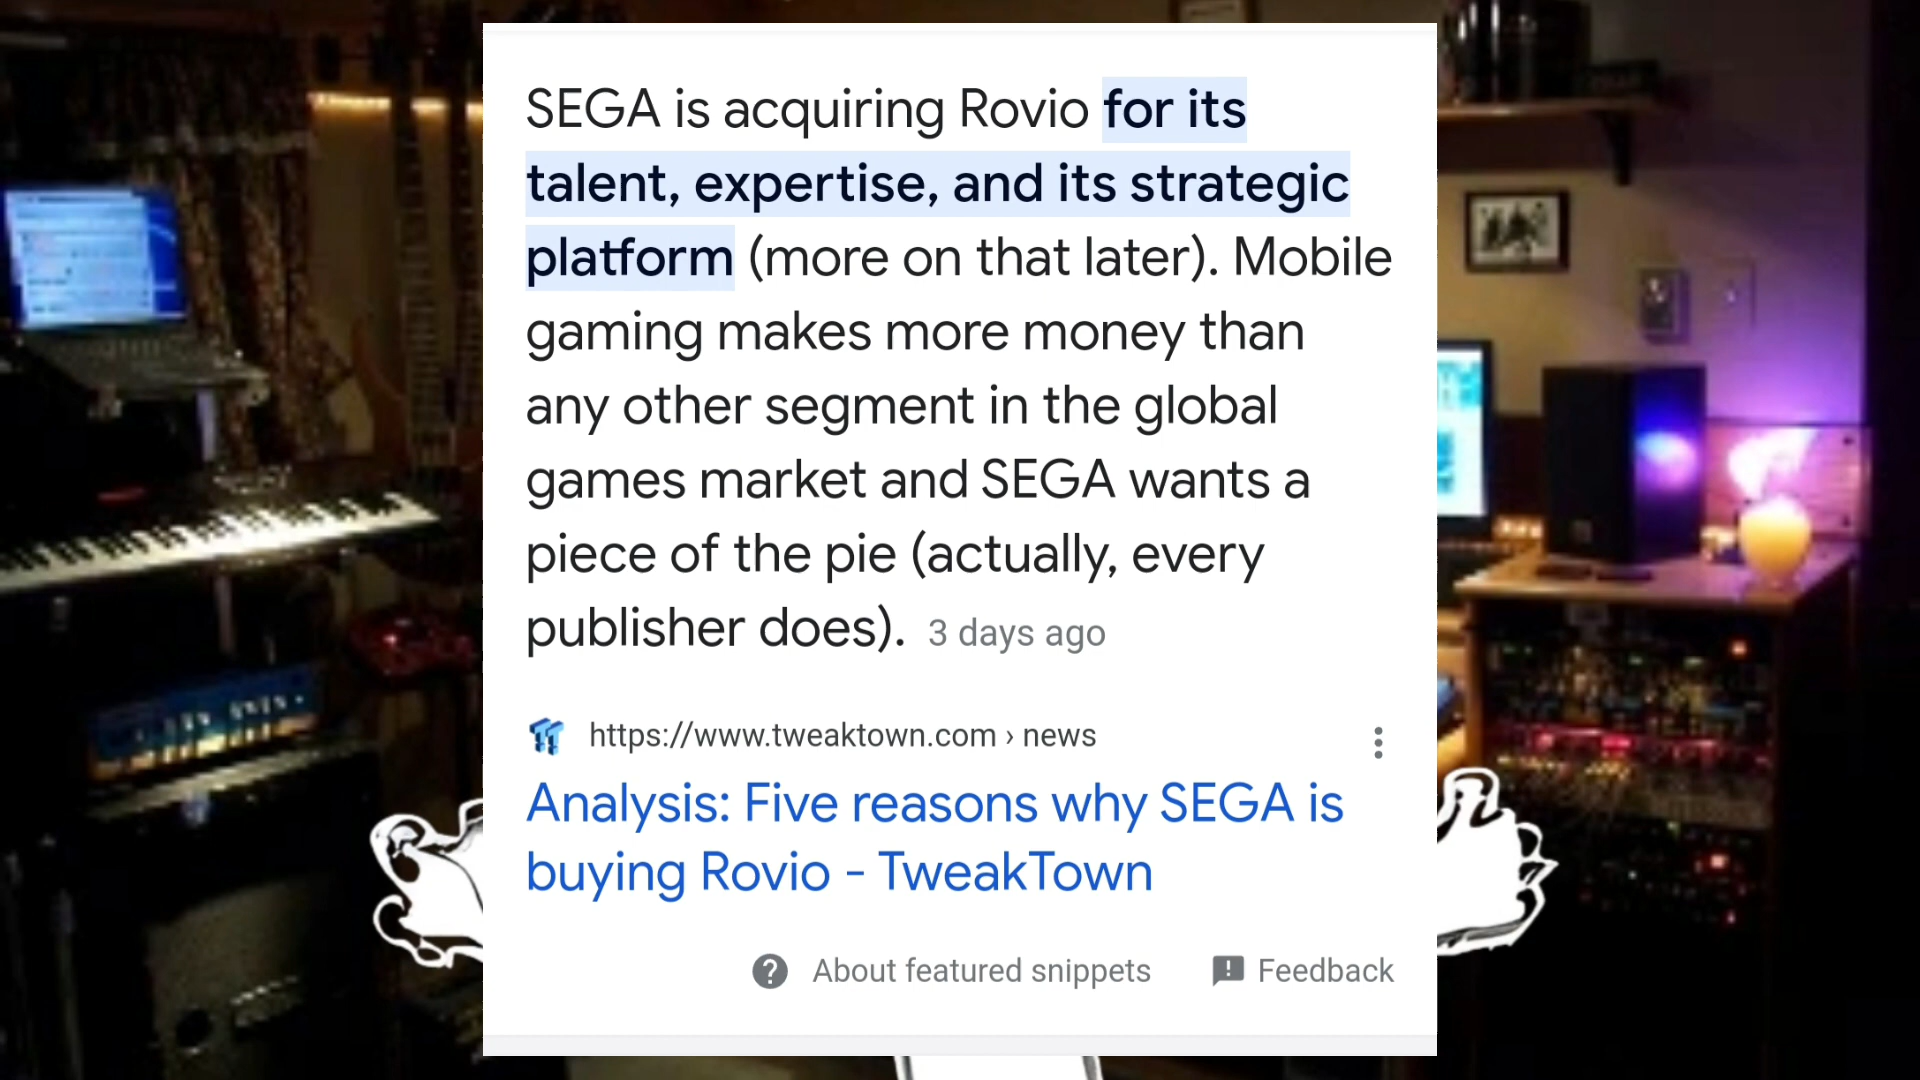 SEGA is acquiring Rovio for its
talent, expertise, and its strategic
platform (more on that later). Mobile
gaming makes more money than
any other segment in the global
games market and SEGA wants a
piece of the pie (actually, every
publisher does). 3 days ago
https://www.tweaktown.com › news
Analysis: Five reasons why SEGA is
buying Rovio - TweakTown
About featured snippets Feedback